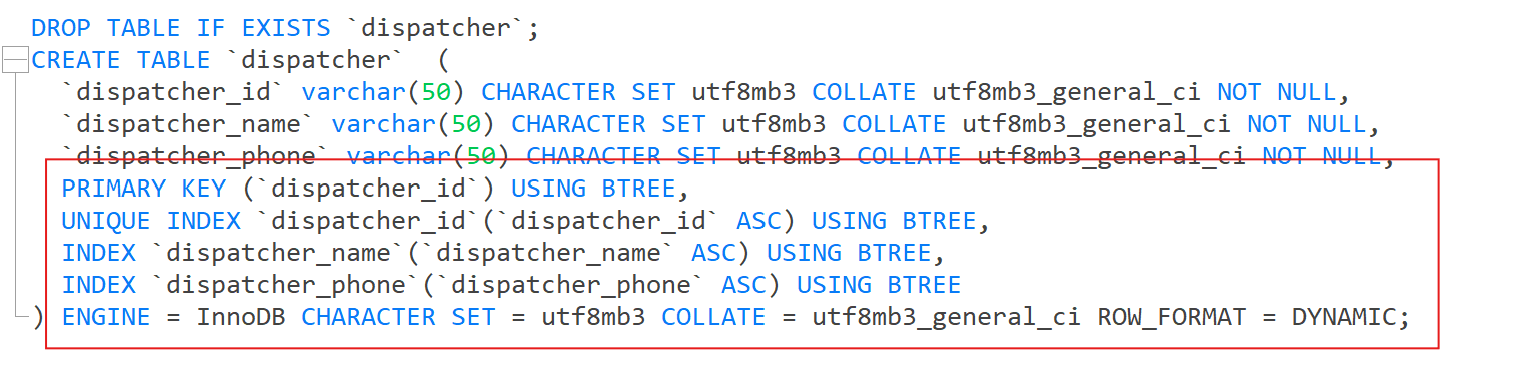 DROP TABLE IF EXISTS `dispatcher`;
CREATE TABLE `dispatcher`  (
  `dispatcher_id` varchar(50) CHARACTER SET utf8mb3 COLLATE utf8mb3_general_ci NOT NULL,
  `dispatcher_name` varchar(50) CHARACTER SET utf8mb3 COLLATE utf8mb3_general_ci NOT NULL,
  `dispatcher_phone` varchar(50) CHARACTER SET utf8mb3 COLLATE utf8mb3_general_ci NOT NULL,
  PRIMARY KEY (`dispatcher_id`) USING BTREE,
  UNIQUE INDEX `dispatcher_id`(`dispatcher_id` ASC) USING BTREE,
  INDEX `dispatcher_name`(`dispatcher_name` ASC) USING BTREE,
  INDEX `dispatcher_phone`(`dispatcher_phone` ASC) USING BTREE
) ENGINE = InnoDB CHARACTER SET = utf8mb3 COLLATE = utf8mb3_general_ci ROW_FORMAT = DYNAMIC;